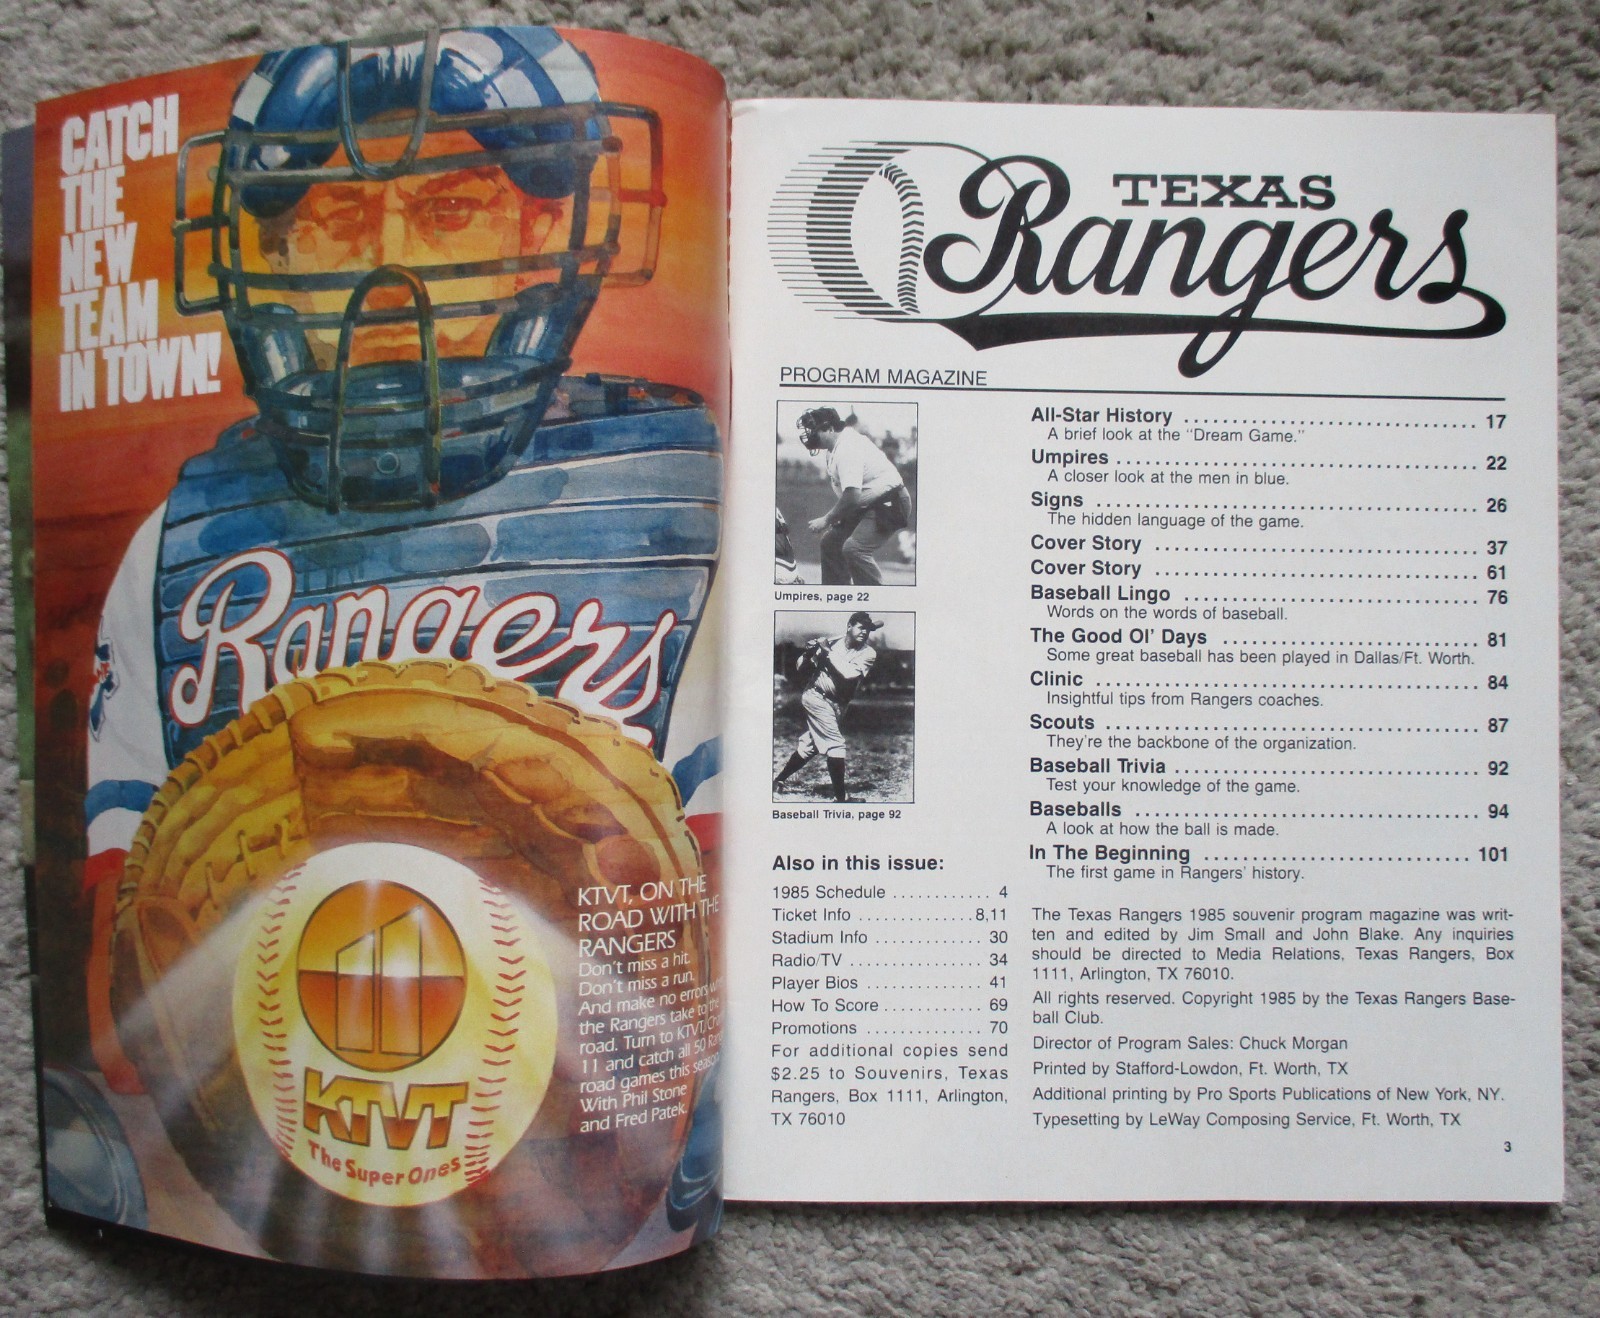 CATCH
THE
NEW
TEAM
IN TOWN!
Rangers
KTVT, ON THE
ROAD WITH THE
RANGERS
Don't miss a hit.
Don't miss a run.
And make no errors
the Rangers take to the
road. Turn to KTVT,
11 and catch all 50
road games this season.
With Phil Stone
and Fred Patek.
11
KTVT
The Super Ones
TEXAS
Rangers
PROGRAM MAGAZINE
Umpires, page 22
Baseball Trivia, page 92
Also in this issue:
1985 Schedule ............ 4
Ticket Info ............. 8,11
Stadium Info ............ 30
Radio/TV ............... 34
Player Bios ............. 41
How To Score ........... 69
Promotions ............. 70
For additional copies send
$2.25 to Souvenirs, Texas
Rangers, Box 1111, Arlington,
TX 76010
All-Star History ............................... 17
A brief look at the "Dream Game."
Umpires ...................................... 22
A closer look at the men in blue.
Signs ........................................ 26
The hidden language of the game.
Cover Story .................................. 37
Cover Story .................................. 61
Baseball Lingo ............................... 76
Words on the words of baseball.
The Good Ol' Days ........................... 81
Some great baseball has been played in Dallas/Ft. Worth.
Clinic ........................................ 84
Insightful tips from Rangers coaches.
Scouts ....................................... 87
They're the backbone of the organization.
Baseball Trivia ................................ 92
Test your knowledge of the game.
Baseballs .................................... 94
A look at how the ball is made.
In The Beginning ............................. 101
The first game in Rangers' history.
The Texas Rangers 1985 souvenir program magazine was writ-
ten and edited by Jim Small and John Blake. Any inquiries
should be directed to Media Relations, Texas Rangers, Box
1111, Arlington, TX 76010.
All rights reserved. Copyright 1985 by the Texas Rangers Base-
ball Club.
Director of Program Sales: Chuck Morgan
Printed by Stafford-Lowdon, Ft. Worth, TX
Additional printing by Pro Sports Publications of New York, NY.
Typesetting by LeWay Composing Service, Ft. Worth, TX
3